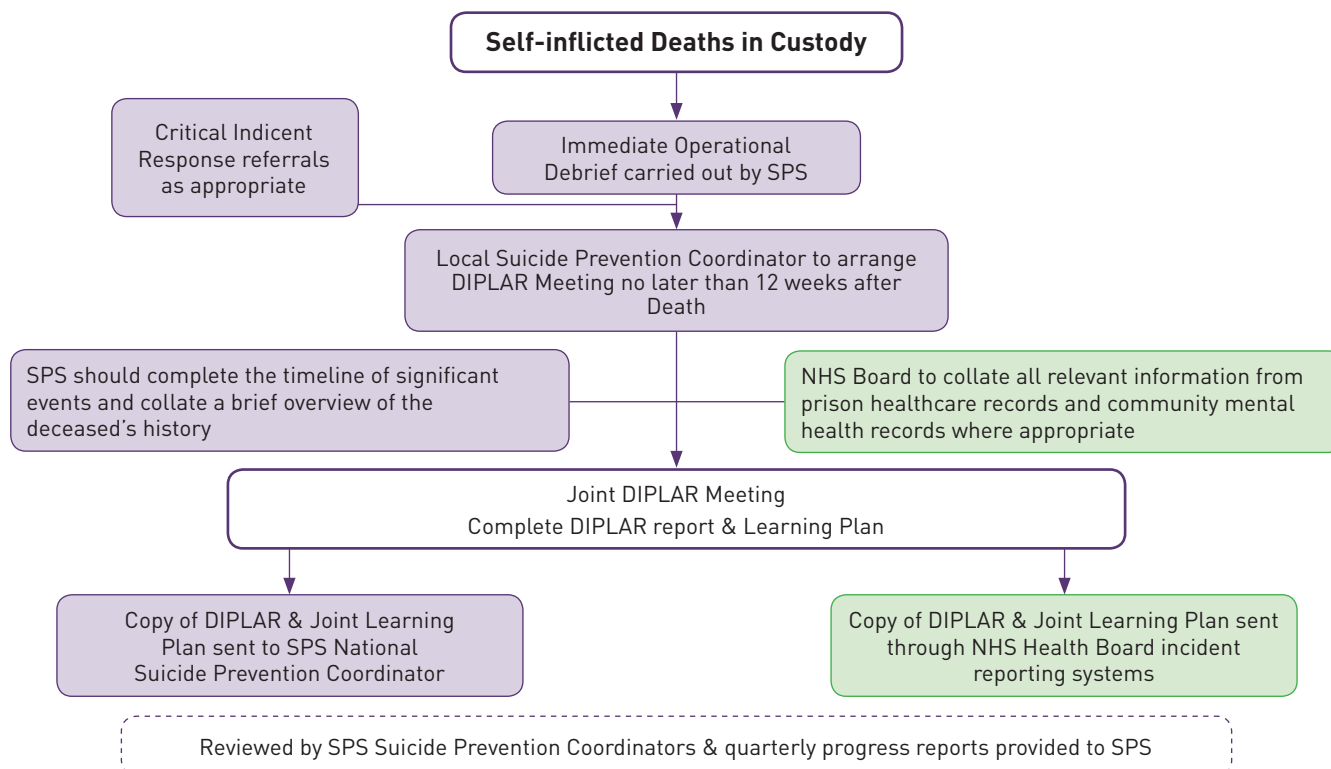 Self-inflicted Deaths in Custody
Critical Indicent
Response referrals
as appropriate
Immediate Operational
Debrief carried out by SPS
Local Suicide Prevention Coordinator to arrange
DIPLAR Meeting no later than 12 weeks after
Death
SPS should complete the timeline of significant
events and collate a brief overview of the
deceased's history
NHS Board to collate all relevant information from
prison healthcare records and community mental
health records where appropriate
Joint DIPLAR Meeting
Complete DIPLAR report & Learning Plan
Copy of DIPLAR & Joint Learning
Plan sent to SPS National
Suicide Prevention Coordinator
Copy of DIPLAR & Joint Learning Plan sent
through NHS Health Board incident
reporting systems
Reviewed by SPS Suicide Prevention Coordinators & quarterly progress reports provided to SPS